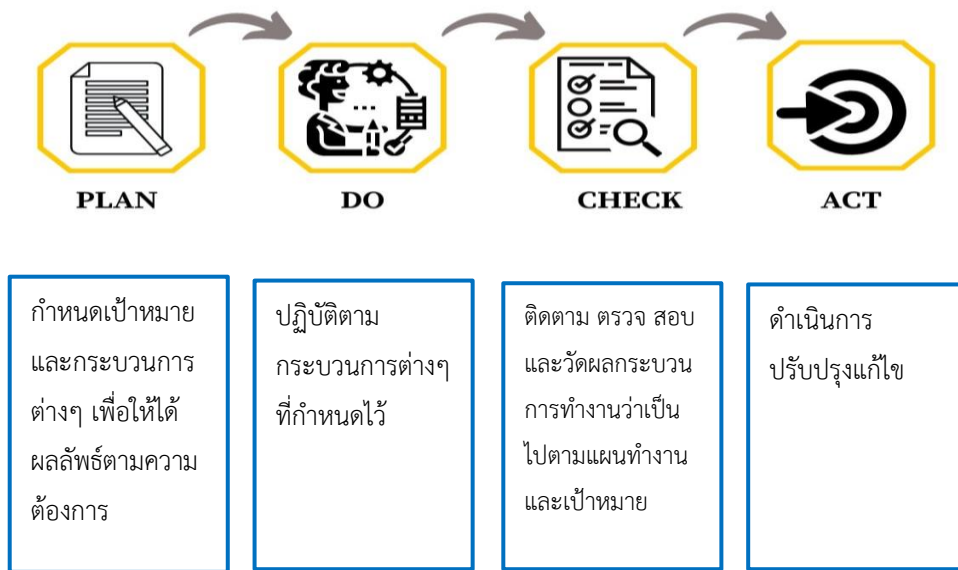 PLAN
DO
CHECK
ACT
กำหนดเป้าหมาย
และกระบวนการ
ต่างๆ เพื่อให้ได้
ผลลัพธ์ตามความ
ต้องการ
ปฏิบัติตาม
กระบวนการต่างๆ
ที่กำหนดไว้
ติดตาม ตรวจ สอบ
และวัดผลกระบวน
การทำงานว่าเป็น
ไปตามแผนทำงาน
และเป้าหมาย
ดำเนินการ
ปรับปรุงแก้ไข